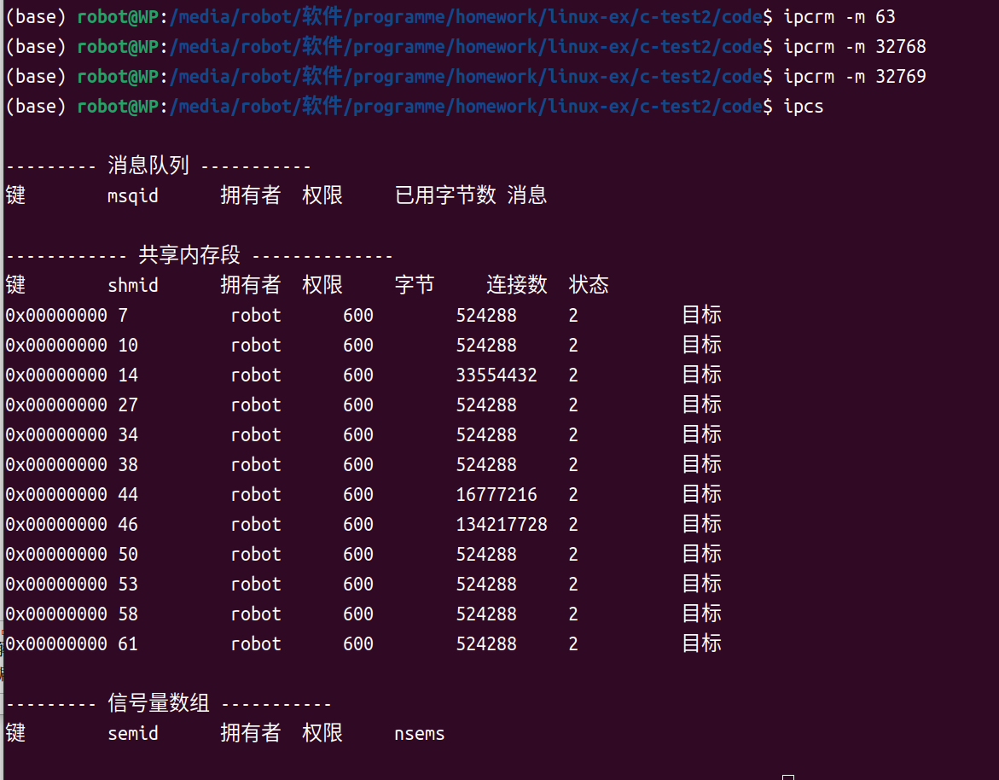 (base) robot@WP:/media/robot/软件/programme/homework/linux-ex/c-test2/code$ ipcrm -m 63
(base) robot@WP:/media/robot/软件/programme/homework/linux-ex/c-test2/code$ ipcrm -m 32768
(base) robot@WP:/media/robot/软件/programme/homework/linux-ex/c-test2/code$ ipcrm -m 32769
(base) robot@WP:/media/robot/软件/programme/homework/linux-ex/c-test2/code$ ipcs
--------- 消息队列 -----------
键        msqid      拥有者  权限     已用字节数 消息
------------ 共享内存段 --------------
键        shmid      拥有者  权限     字节     连接数  状态
0x00000000 7          robot      600        524288     2          目标
0x00000000 10         robot      600        524288     2          目标
0x00000000 14         robot      600        33554432   2          目标
0x00000000 27         robot      600        524288     2          目标
0x00000000 34         robot      600        524288     2          目标
0x00000000 38         robot      600        524288     2          目标
0x00000000 44         robot      600        16777216   2          目标
0x00000000 46         robot      600        134217728  2          目标
0x00000000 50         robot      600        524288     2          目标
0x00000000 53         robot      600        524288     2          目标
0x00000000 58         robot      600        524288     2          目标
0x00000000 61         robot      600        524288     2          目标
--------- 信号量数组 -----------
键        semid      拥有者  权限     nsems